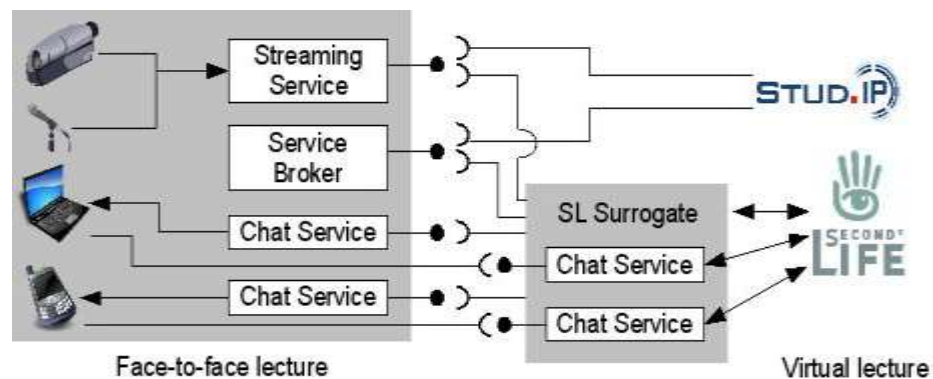 Streaming
Service
STUD.IP
Service
Broker
SL Surrogate
Chat Service
SECOND
LIFE
Chat Service
Chat Service
Chat Service
Face-to-face lecture
Virtual lecture